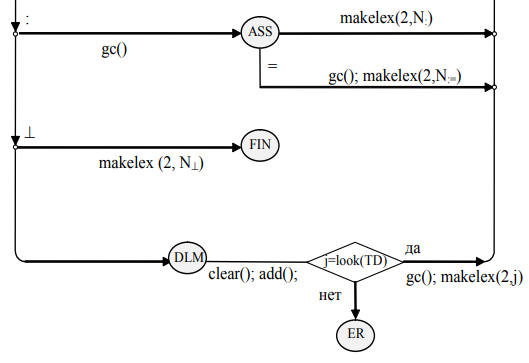 :
gc()
ASS
makelex(2,N:)
=
gc(); makelex(2,N:=)
⊥
makelex (2, N⊥)
FIN
DLM
clear(); add();
j=look(TD)
да
gc(); makelex(2,j)
нет
ER